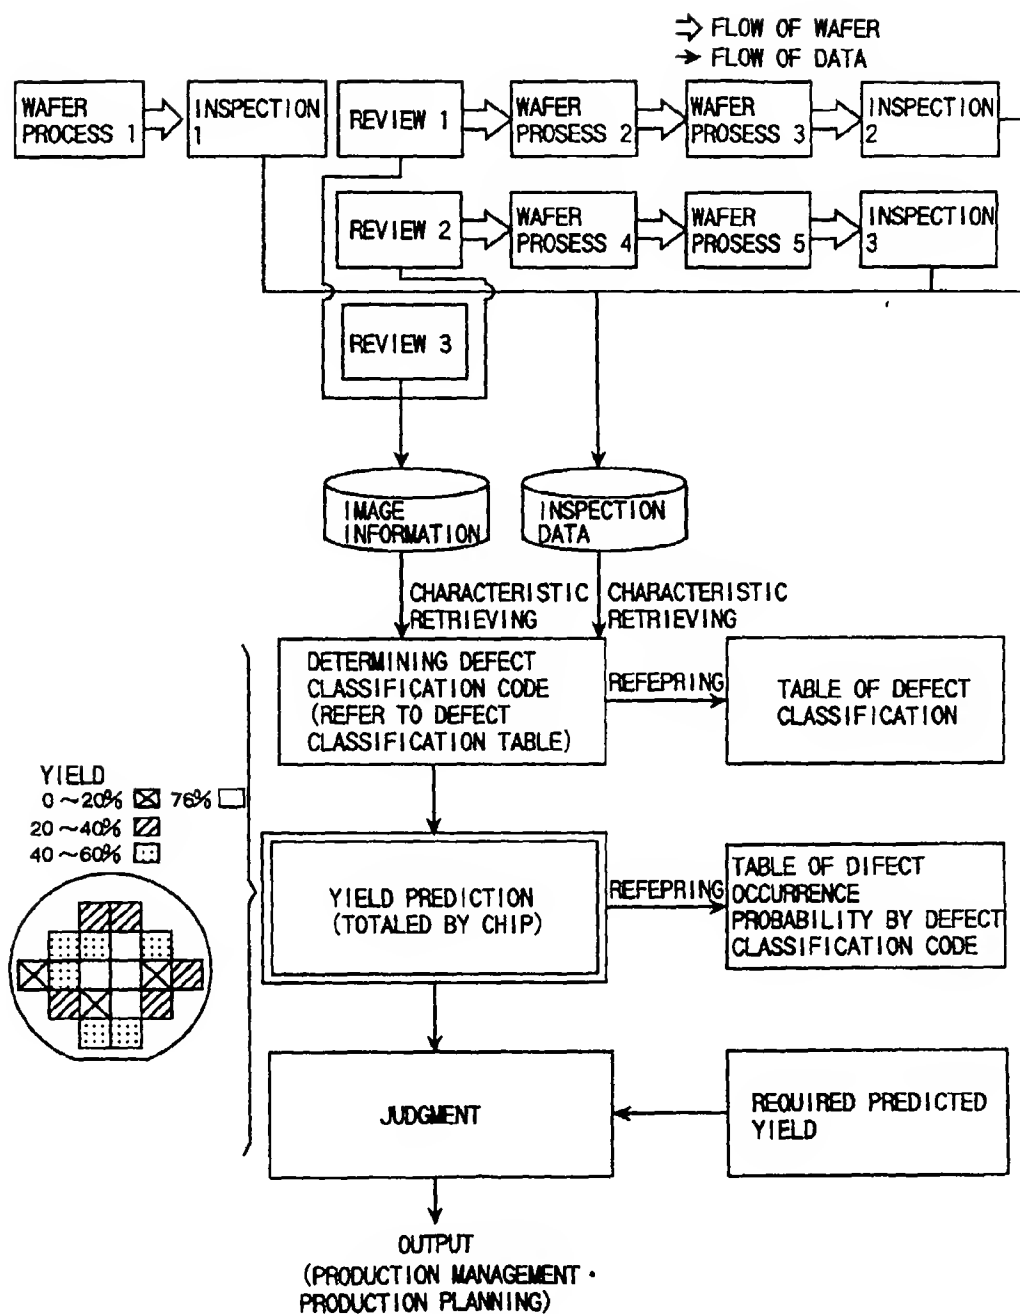 FLOW OF WAFER
FLOW OF DATA
WAFER
PROCESS 1
INSPECTION
1
REVIEW 1
WAFER
PROSESS 2
WAFER
PROSESS 3
INSPECTION
2
REVIEW 2
WAFER
PROSESS 4
WAFER
PROSESS 5
INSPECTION
3
REVIEW 3
IMAGE
INFORMATION
INSPECTION
DATA
CHARACTERISTIC
RETRIEVING
CHARACTERISTIC
RETRIEVING
DETERMINING DEFECT
CLASSIFICATION CODE
(REFER TO DEFECT
CLASSIFICATION TABLE)
REFEPRING
TABLE OF DEFECT
CLASSIFICATION
YIELD
0~20% 76%
20~40%
40~60%
YIELD PREDICTION
(TOTALED BY CHIP)
REFEPRING
TABLE OF DIFECT
OCCURRENCE
PROBABILITY BY DEFECT
CLASSIFICATION CODE
JUDGMENT
REQUIRED PREDICTED
YIELD
OUTPUT
(PRODUCTION MANAGEMENT・
PRODUCTION PLANNING)